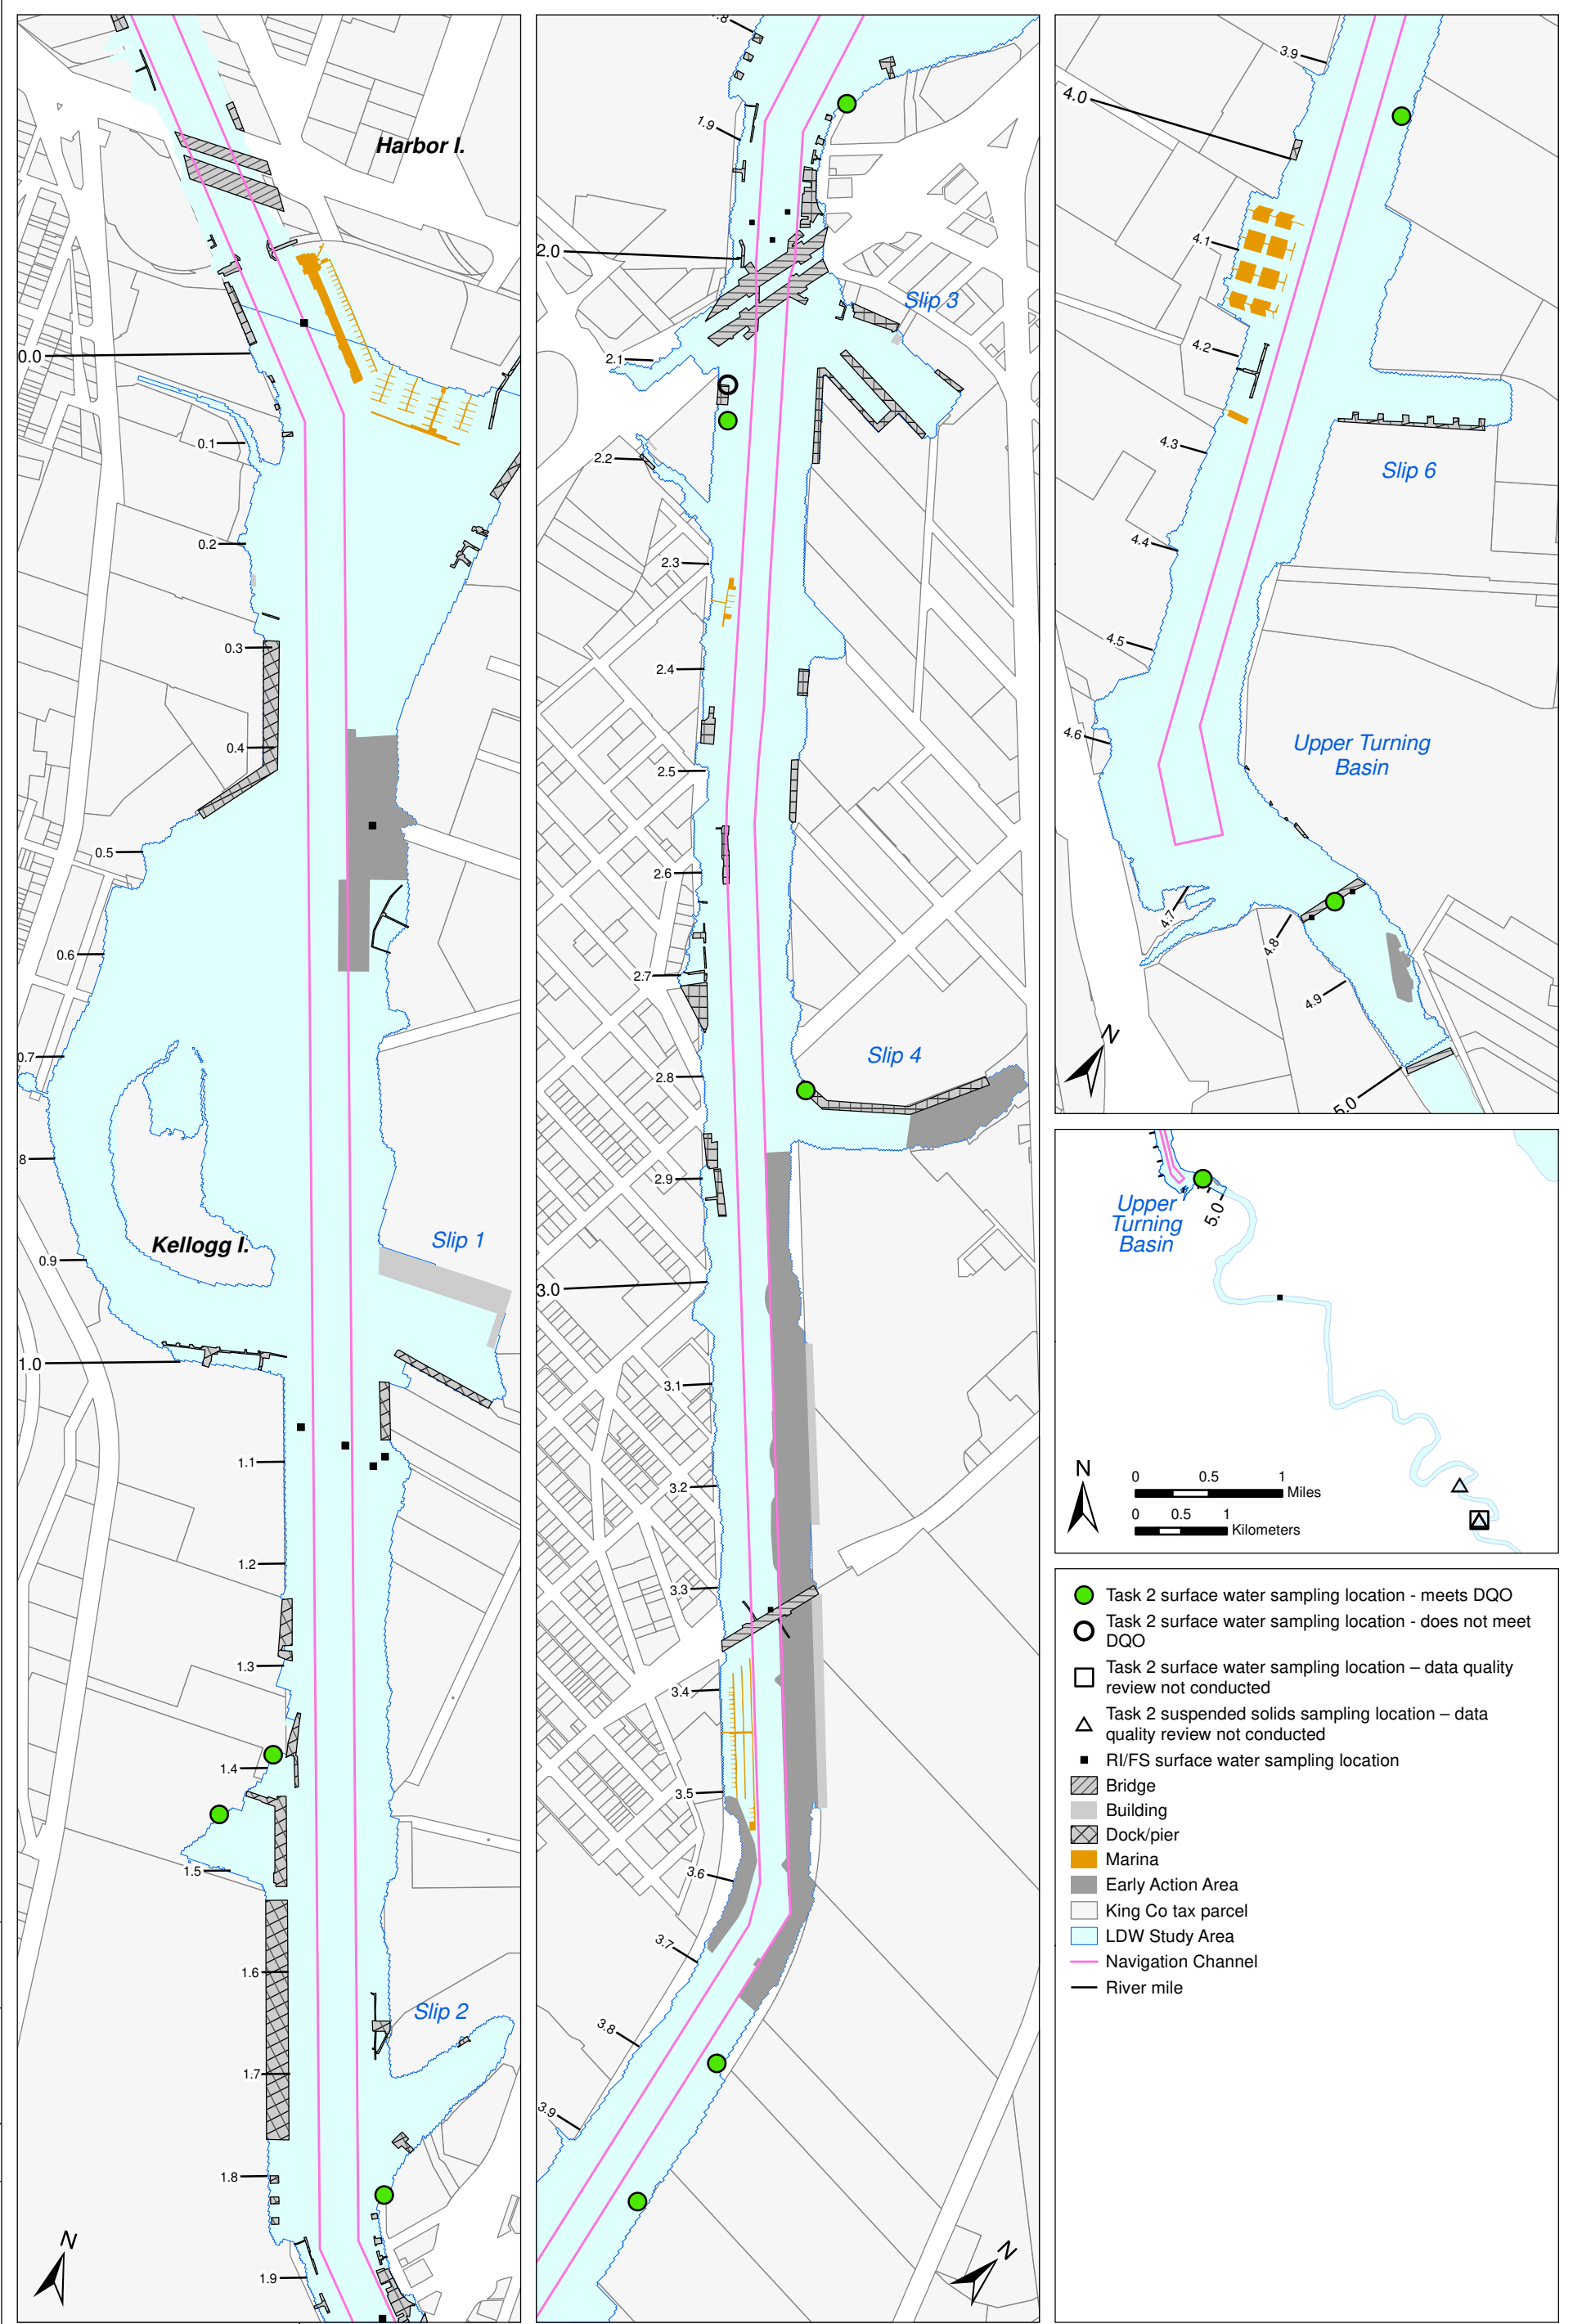 Harbor I.
0.0
0.1
0.2
0.3
0.4
0.5
0.6
0.7
8
Kellogg I.
Slip 1
0.9
1.0
1.1
1.2
1.3
1.4
1.5
1.6
Slip 2
1.7
1.8
N
1.9
.8
1.9
2.0
Slip 3
2.1
2.2
2.3
2.4
2.5
2.6
2.7
Slip 4
2.8
2.9
3.0
3.1
3.2
3.3
3.4
3.5
3.6
3.7
3.8
3.9
N
3.9
4.0
4.1
4.2
4.3
Slip 6
4.4
4.5
4.6
Upper Turning
Basin
4.7
4.8
4.9
N
5.0
Upper
Turning
Basin
5.0
N
0 0.5 1
Miles
0 0.5 1
Kilometers
Task 2 surface water sampling location - meets DQO
Task 2 surface water sampling location - does not meet
DQO
Task 2 surface water sampling location – data quality
review not conducted
Task 2 suspended solids sampling location – data
quality review not conducted
RI/FS surface water sampling location
Bridge
Building
Dock/pier
Marina
Early Action Area
King Co tax parcel
LDW Study Area
Navigation Channel
River mile